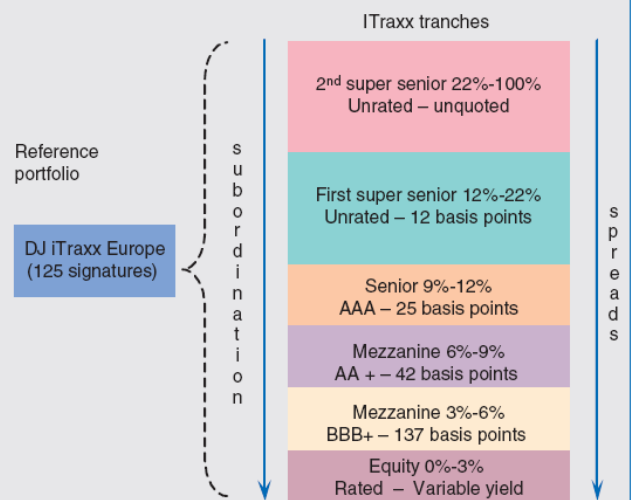 ITraxx tranches
Reference
portfolio
DJ iTraxx Europe
(125 signatures)
subordination
2nd super senior 22%-100%
Unrated – unquoted
First super senior 12%-22%
Unrated – 12 basis points
Senior 9%-12%
AAA – 25 basis points
Mezzanine 6%-9%
AA + – 42 basis points
Mezzanine 3%-6%
BBB+ – 137 basis points
Equity 0%-3%
Rated – Variable yield
spreads